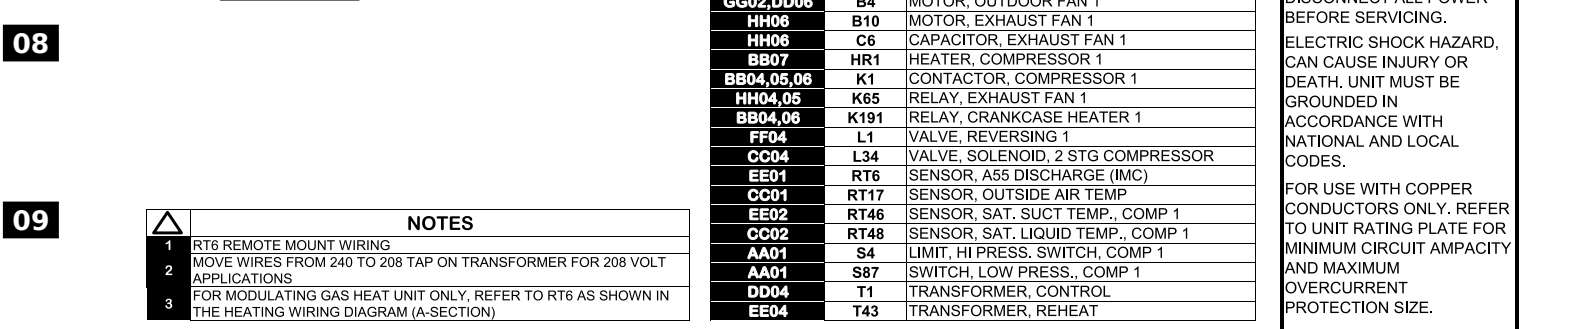 08
09
NOTES
1 RT6 REMOTE MOUNT WIRING
2 MOVE WIRES FROM 240 TO 208 TAP ON TRANSFORMER FOR 208 VOLT
APPLICATIONS
3 FOR MODULATING GAS HEAT UNIT ONLY, REFER TO RT6 AS SHOWN IN
THE HEATING WIRING DIAGRAM (A-SECTION)
GG02,DD06 B4 MOTOR, OUTDOOR FAN 1
HH06 B10 MOTOR, EXHAUST FAN 1
HH06 C6 CAPACITOR, EXHAUST FAN 1
BB07 HR1 HEATER, COMPRESSOR 1
BB04,05,06 K1 CONTACTOR, COMPRESSOR 1
HH04,05 K65 RELAY, EXHAUST FAN 1
BB04,06 K191 RELAY, CRANKCASE HEATER 1
FF04 L1 VALVE, REVERSING 1
CC04 L34 VALVE, SOLENOID, 2 STG COMPRESSOR
EE01 RT6 SENSOR, A55 DISCHARGE (IMC)
CC01 RT17 SENSOR, OUTSIDE AIR TEMP
EE02 RT46 SENSOR, SAT. SUCT TEMP., COMP 1
CC02 RT48 SENSOR, SAT. LIQUID TEMP., COMP 1
AA01 S4 LIMIT, HI PRESS. SWITCH, COMP 1
AA01 S87 SWITCH, LOW PRESS., COMP 1
DD04 T1 TRANSFORMER, CONTROL
EE04 T43 TRANSFORMER, REHEAT
DISCONNECT ALL POWER
BEFORE SERVICING.
ELECTRIC SHOCK HAZARD,
CAN CAUSE INJURY OR
DEATH. UNIT MUST BE
GROUNDED IN
ACCORDANCE WITH
NATIONAL AND LOCAL
CODES.
FOR USE WITH COPPER
CONDUCTORS ONLY. REFER
TO UNIT RATING PLATE FOR
MINIMUM CIRCUIT AMPACITY
AND MAXIMUM
OVERCURRENT
PROTECTION SIZE.